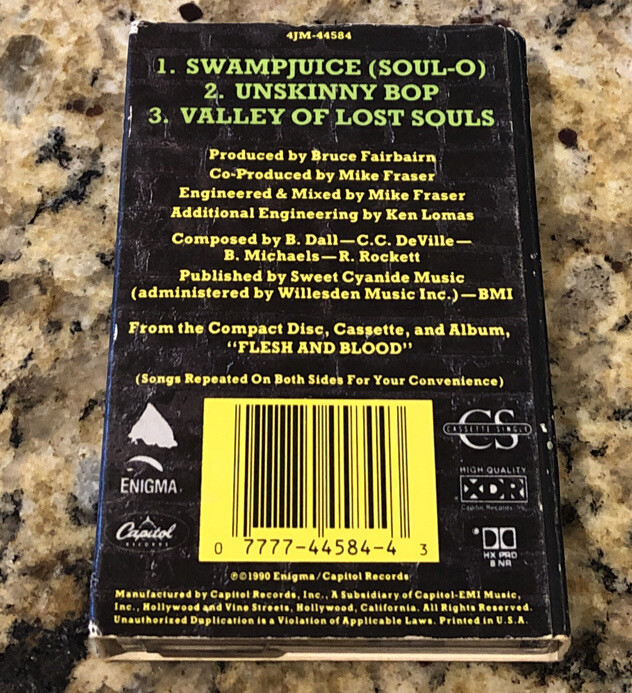 4JM-44584
1. SWAMPJUICE (SOUL-O)
2. UNSKINNY BOP
3. VALLEY OF LOST SOULS
Produced by Bruce Fairbairn
Co-Produced by Mike Fraser
Engineered & Mixed by Mike Fraser
Additional Engineering by Ken Lomas
Composed by B. Dall—C.C. DeVille—
B. Michaels—R. Rockett
Published by Sweet Cyanide Music
(administered by Willesden Music Inc.)—BMI
From the Compact Disc, Cassette, and Album,
"FLESH AND BLOOD"
(Songs Repeated On Both Sides For Your Convenience)
ENIGMA
Capitol
RECORDS
0 7777-44584-4 3
CS
CASSETTE SINGLE
HIGH QUALITY
XDR
Capitol Records, Inc.
HX PRO
B NR
℗©1990 Enigma/Capitol Records
Manufactured by Capitol Records, Inc., A Subsidiary of Capitol-EMI Music,
Inc., Hollywood and Vine Streets, Hollywood, California. All Rights Reserved.
Unauthorized Duplication is a Violation of Applicable Laws. Printed in U.S.A.